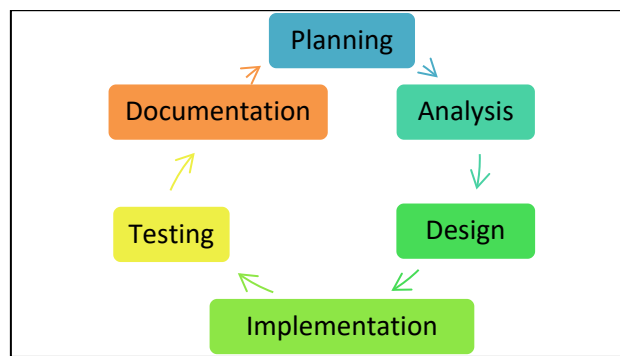 Planning
Analysis
Design
Implementation
Testing
Documentation